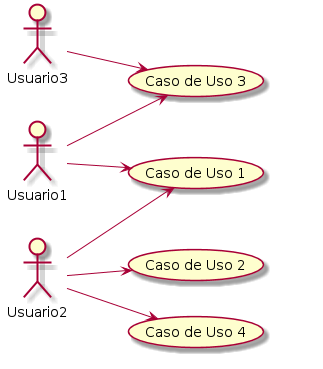 Usuario3
Caso de Uso 3
Usuario1
Caso de Uso 1
Usuario2
Caso de Uso 2
Caso de Uso 4